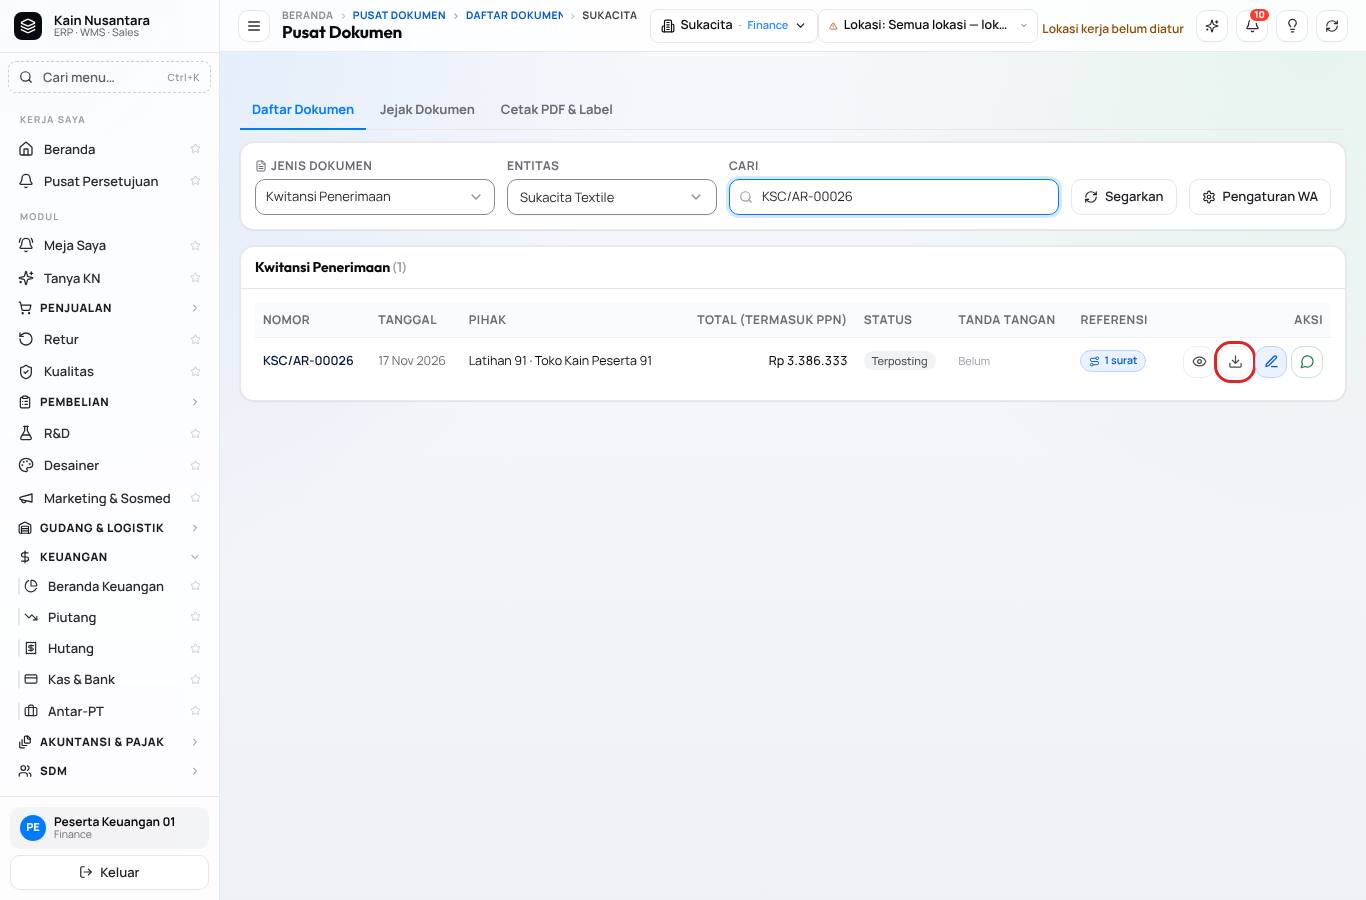 Kain Nusantara
ERP · WMS · Sales
Cari menu... Ctrl+K
KERJA SAYA
Beranda
Pusat Persetujuan
MODUL
Meja Saya
Tanya KN
PENJUALAN
Retur
Kualitas
PEMBELIAN
R&D
Desainer
Marketing & Sosmed
GUDANG & LOGISTIK
KEUANGAN
Beranda Keuangan
Piutang
Hutang
Kas & Bank
Antar-PT
AKUNTANSI & PAJAK
SDM
PE Peserta Keuangan 01
Finance
Keluar
BERANDA > PUSAT DOKUMEN > DAFTAR DOKUMEN > SUKACITA
Pusat Dokumen
Sukacita · Finance
Lokasi: Semua lokasi — lok...
Lokasi kerja belum diatur
10
Daftar Dokumen Jejak Dokumen Cetak PDF & Label
JENIS DOKUMEN ENTITAS CARI
Kwitansi Penerimaan Sukacita Textile KSC/AR-00026 Segarkan Pengaturan WA
Kwitansi Penerimaan (1)
NOMOR TANGGAL PIHAK TOTAL (TERMASUK PPN) STATUS TANDA TANGAN REFERENSI AKSI
KSC/AR-00026 17 Nov 2026 Latihan 91 · Toko Kain Peserta 91 Rp 3.386.333 Terposting Belum 1 surat